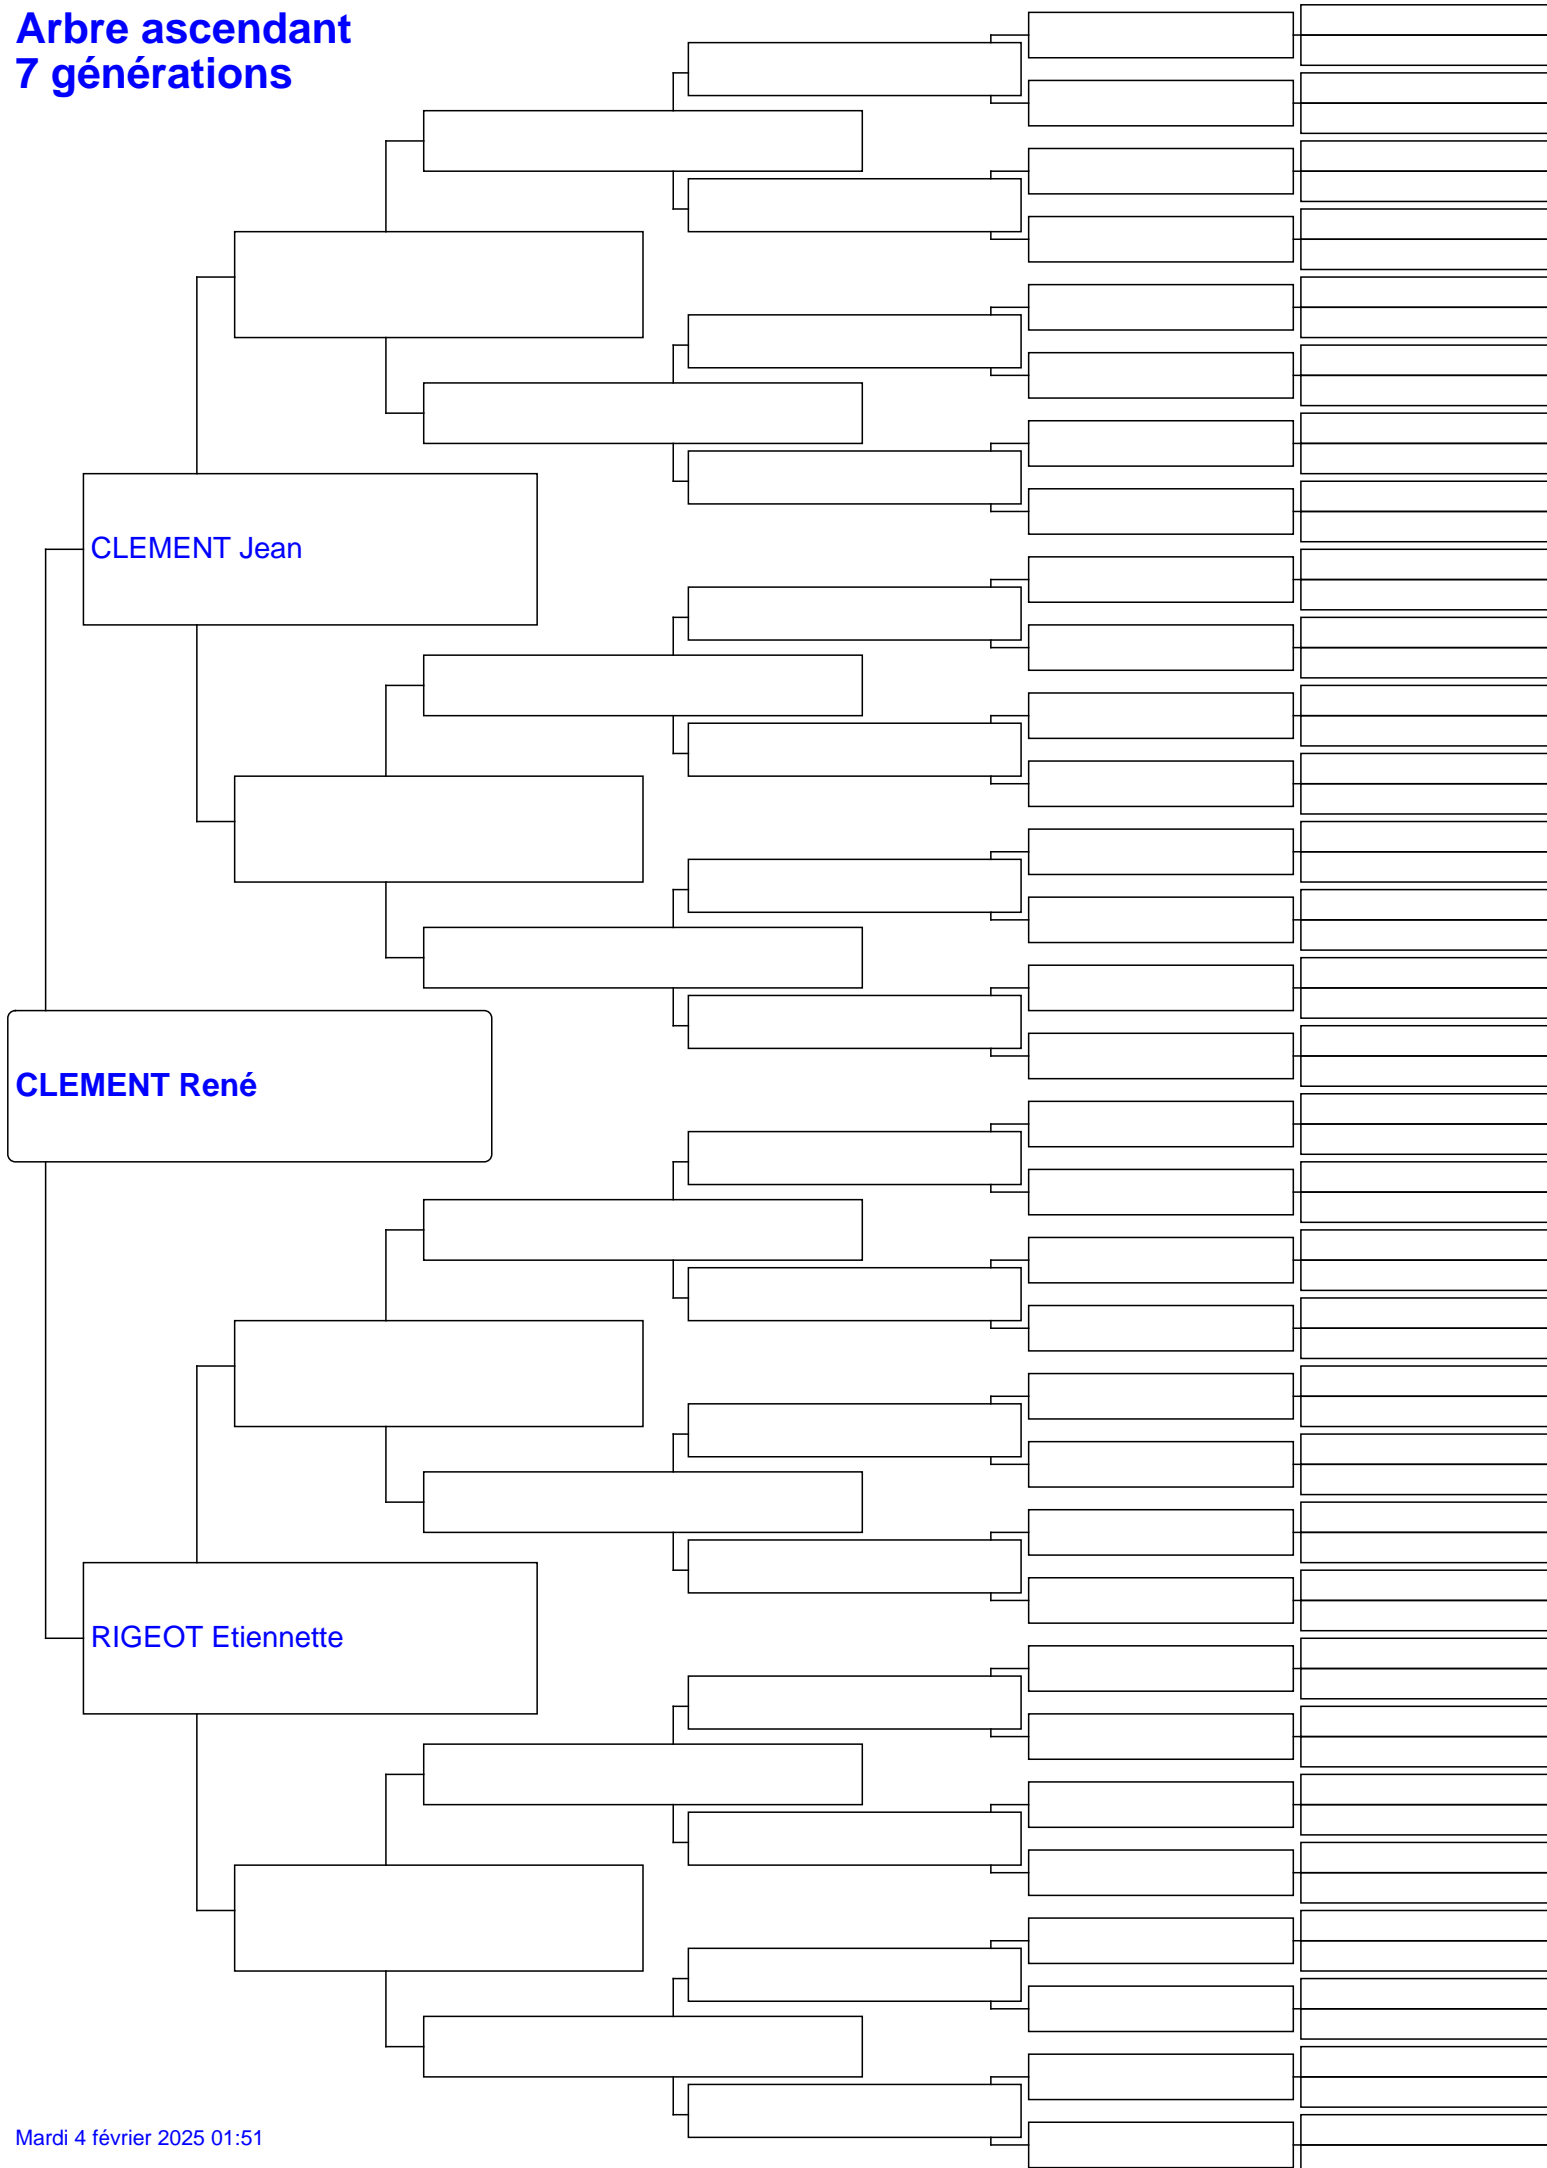 Arbre ascendant
7 générations
CLEMENT Jean
CLEMENT René
RIGEOT Etiennette
Mardi 4 février 2025 01:51